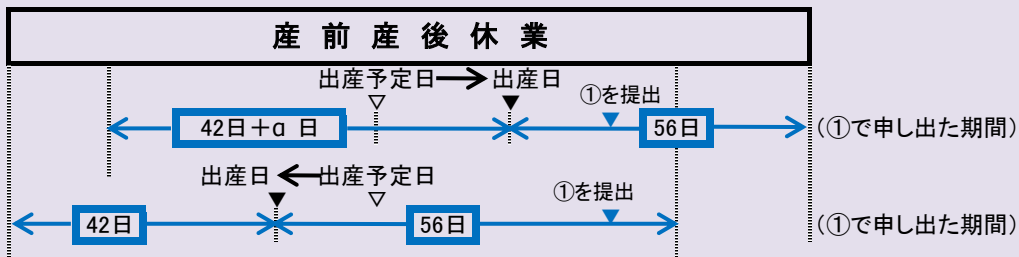 産前産後休業
出産予定日 → 出産日
①を提出
42日+α 日
56日
(①で申し出た期間)
出産日 ← 出産予定日
①を提出
42日
56日
(①で申し出た期間)